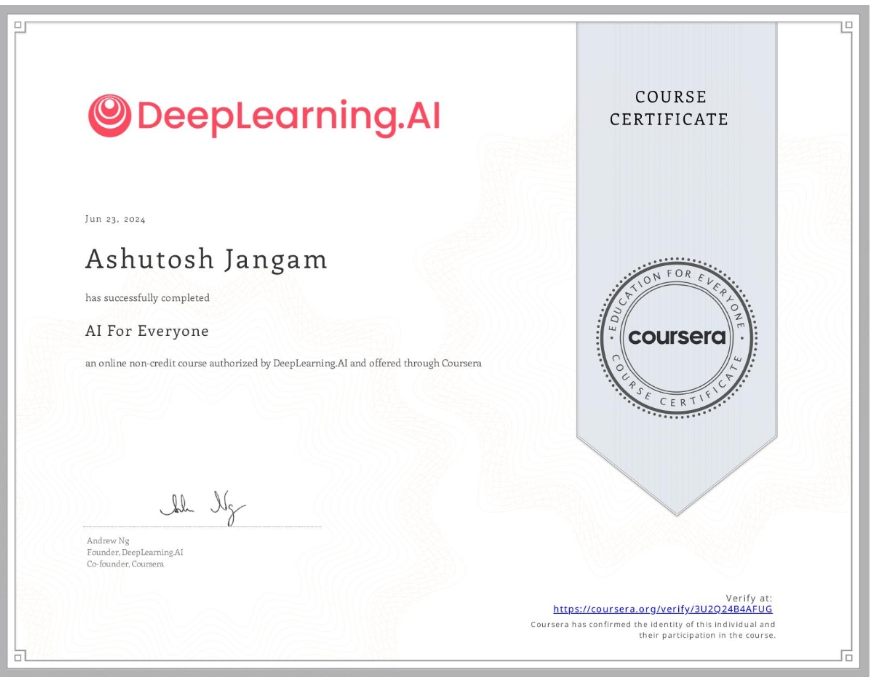 DeepLearning.AI
COURSE
CERTIFICATE
Jun 23, 2024
Ashutosh Jangam
has successfully completed
AI For Everyone
an online non-credit course authorized by DeepLearning.AI and offered through Coursera
EDUCATION FOR EVERYONE
coursera
COURSE CERTIFICATE
Andrew Ng
Founder, DeepLearning.AI
Co-founder, Coursera
Verify at:
https://coursera.org/verify/3U2Q24B4AFUG
Coursera has confirmed the identity of this individual and
their participation in the course.